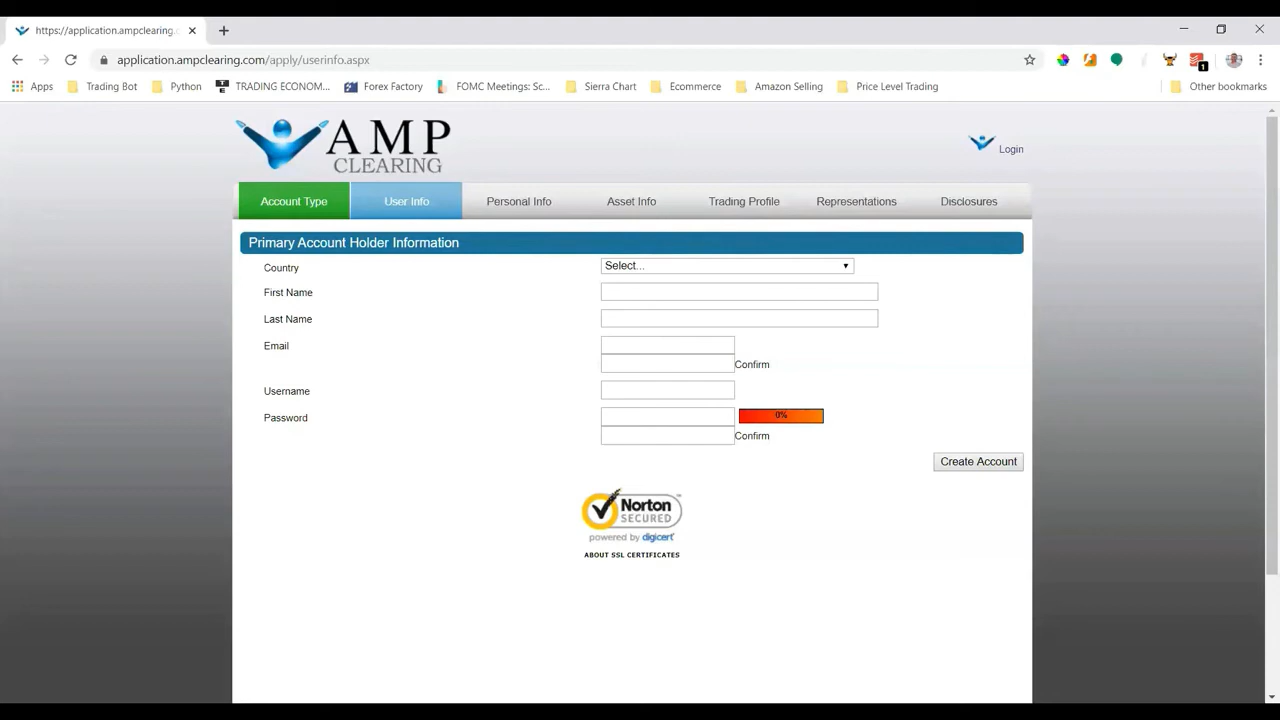 https://application.ampclearing.c
application.ampclearing.com/apply/userinfo.aspx
1
Apps Trading Bot Python TRADING ECONOM... Forex Factory FOMC Meetings: Sc... Sierra Chart Ecommerce Amazon Selling Price Level Trading Other bookmarks
AMP
CLEARING
Login
Account Type User Info Personal Info Asset Info Trading Profile Representations Disclosures
Primary Account Holder Information
Country Select...
First Name
Last Name
Email
Confirm
Username
Password 0%
Confirm
Create Account
Norton
SECURED
powered by digicert
ABOUT SSL CERTIFICATES